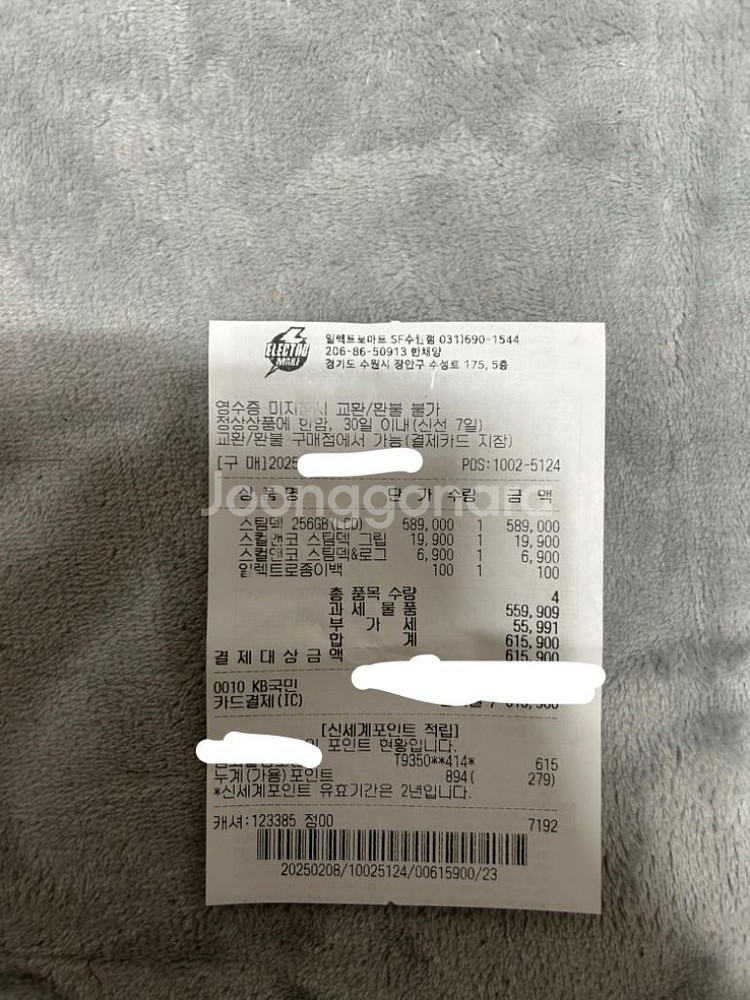 ELECTRO MART
일렉트로마트 SF수원점 031)690-1544
206-86-50913 한채양
경기도 수원시 장안구 수성로 175, 5층
영수증 미지참시 교환/환불 불가
정상상품에 한함, 30일 이내(신선 7일)
교환/환불 구매점에서 가능(결제카드 지참)
[구 매]2025 POS:1002-5124
Joonggonara
상 품 명 단 가 수량 금 액
스팀덱 256GB(LCD) 589,000 1 589,000
스컬앤코 스팀덱 그립 19,900 1 19,900
스컬앤코 스팀덱&로그 6,900 1 6,900
일렉트로종이백 100 1 100
총 품목 수량 4
과 세 물 품 559,909
부 가 세 55,991
합 계 615,900
결 제 대 상 금 액 615,900
0010 KB국민
카드결제(IC)
[신세계포인트 적립]
포인트 현황입니다.
T9350**414* 615
누계(가용)포인트 894( 279)
*신세계포인트 유효기간은 2년입니다.
캐셔:123385 정00 7192
20250208/10025124/00615900/23